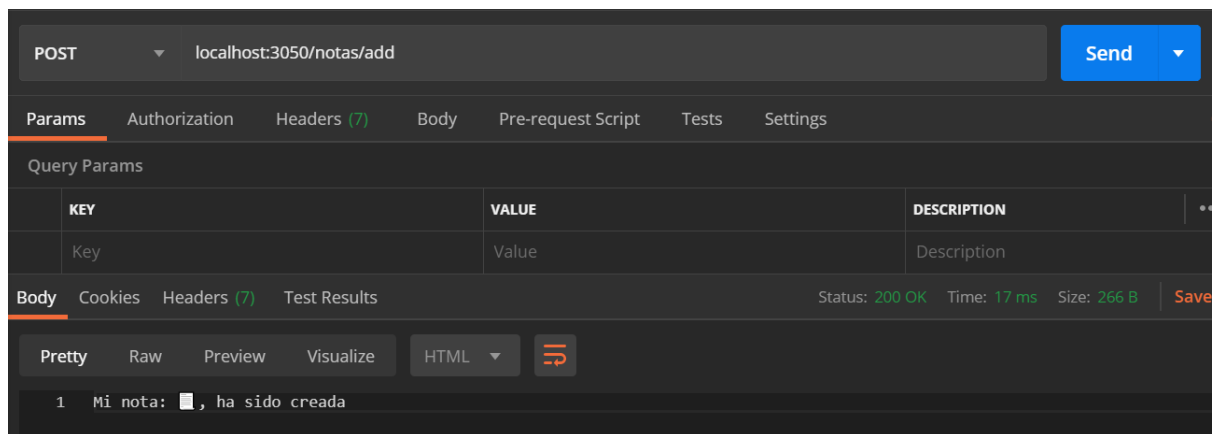 POST localhost:3050/notas/add Send
Params Authorization Headers (7) Body Pre-request Script Tests Settings
Query Params
KEY VALUE DESCRIPTION
Key Value Description
Body Cookies Headers (7) Test Results Status: 200 OK Time: 17 ms Size: 266 B Save
Pretty Raw Preview Visualize HTML
1 Mi nota: 📃, ha sido creada